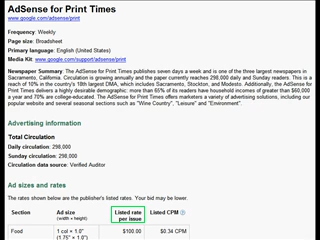 AdSense for Print Times
www.google.com/adsense/print
Frequency: Weekly
Page size: Broadsheet
Primary language: English (United States)
Media Kit: www.google.com/support/adsense/print
Newspaper Summary: The AdSense for Print Times publishes seven days a week and is one of the three largest newspapers in
Sacramento, California. Circulation is growing annually and the paper currently reaches 298,000 daily and Sunday readers. This is a
reach of 10% in the country's 18th largest DMA, which includes Sacramento, Stockton, and Modesto. Additionally, the AdSense for
Print Times delivers a highly desirable demographic: more than 65% of its readers have household incomes of greater than $60,000
a year and 70% are college-educated. The AdSense for Print Times offers marketers a variety of advertising solutions, including our
popular website and several seasonal sections such as "Wine Country", "Leisure" and "Environment".
Advertising information
Total Circulation
Daily circulation: 298,000
Sunday circulation: 298,000
Circulation data source: Verified Auditor
Ad sizes and rates
The rates shown below are the publisher's listed rates. Your bid may be lower.
Section Ad size (width × height) Listed rate per issue Listed CPM ?
Food 1 col × 1.0" (1.75" × 1.0") $100.00 $0.34 CPM